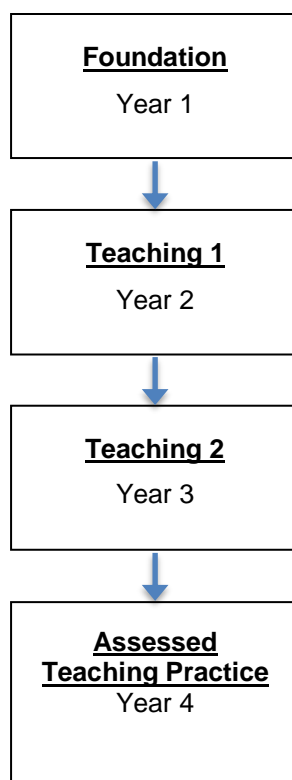 Foundation
Year 1
Teaching 1
Year 2
Teaching 2
Year 3
Assessed
Teaching Practice
Year 4